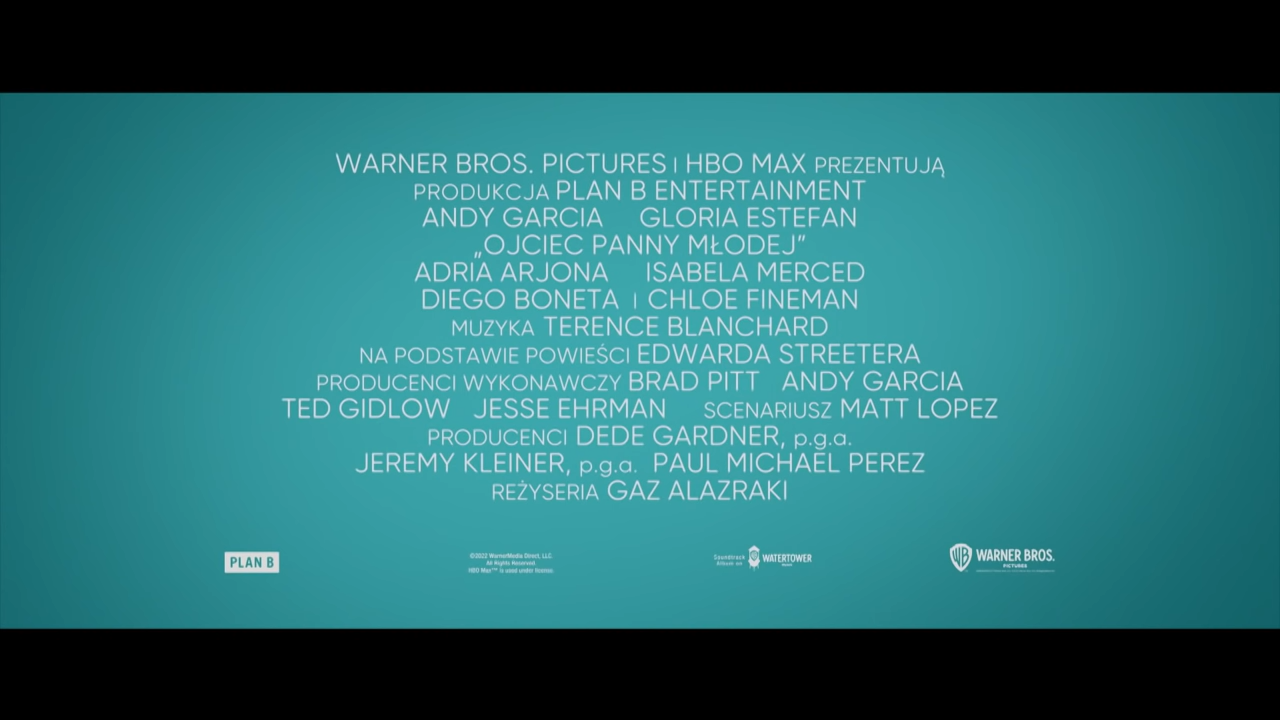 WARNER BROS. PICTURES I HBO MAX PREZENTUJĄ
PRODUKCJA PLAN B ENTERTAINMENT
ANDY GARCIA GLORIA ESTEFAN
„OJCIEC PANNY MŁODEJ”
ADRIA ARJONA ISABELA MERCED
DIEGO BONETA I CHLOE FINEMAN
MUZYKA TERENCE BLANCHARD
NA PODSTAWIE POWIEŚCI EDWARDA STREETERA
PRODUCENCI WYKONAWCZY BRAD PITT ANDY GARCIA
TED GIDLOW JESSE EHRMAN SCENARIUSZ MATT LOPEZ
PRODUCENCI DEDE GARDNER, p.g.a.
JEREMY KLEINER, p.g.a. PAUL MICHAEL PEREZ
REŻYSERIA GAZ ALAZRAKI
PLAN B
©2022 WarnerMedia Direct, LLC.
All Rights Reserved.
HBO Max™ is used under license.
Soundtrack
Album on
WATERTOWER
WB WARNER BROS.
PICTURES